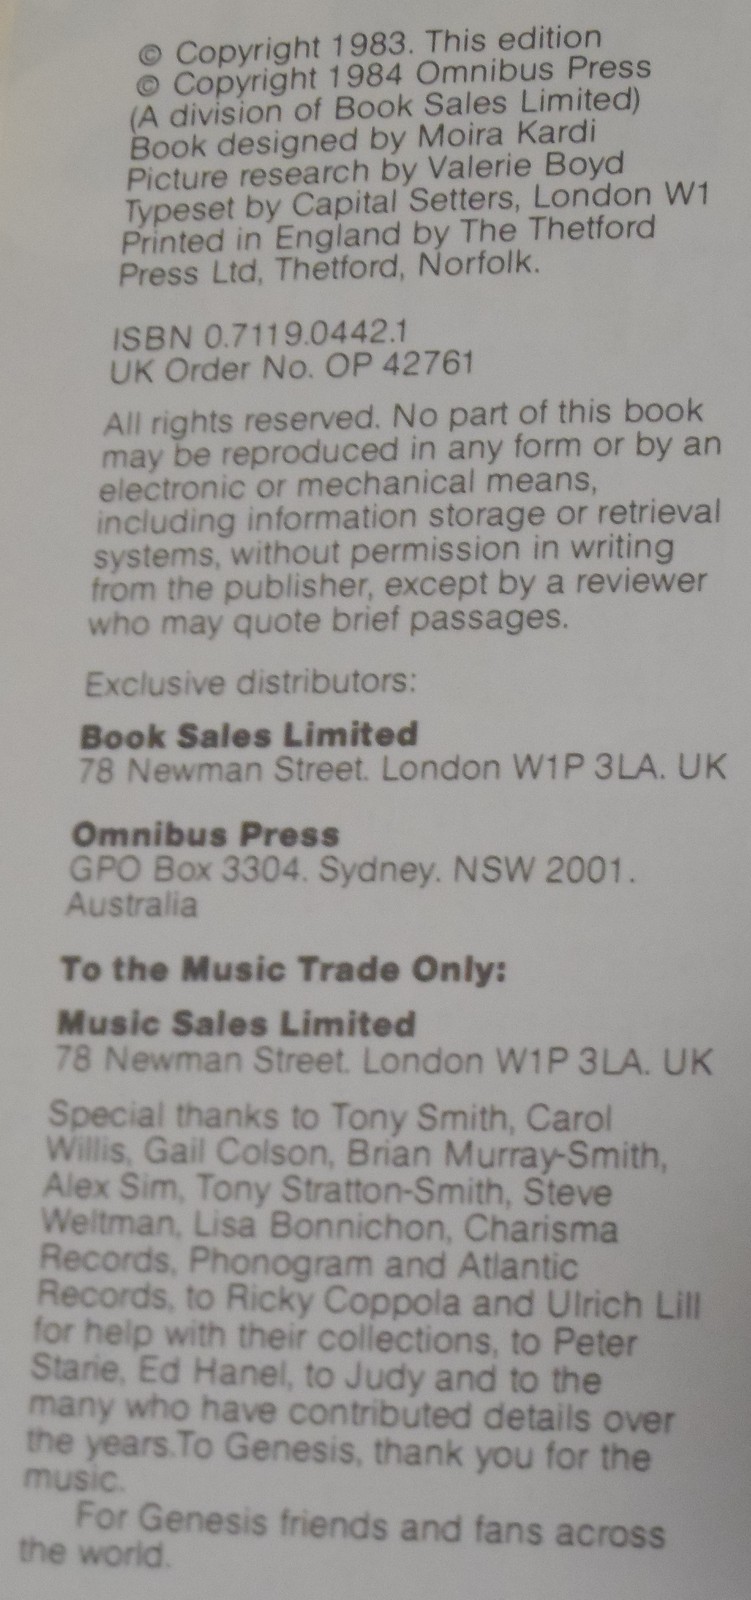 © Copyright 1983. This edition
© Copyright 1984 Omnibus Press
(A division of Book Sales Limited)
Book designed by Moira Kardi
Picture research by Valerie Boyd
Typeset by Capital Setters, London W1
Printed in England by The Thetford
Press Ltd, Thetford, Norfolk.
ISBN 0.7119.0442.1
UK Order No. OP 42761
All rights reserved. No part of this book
may be reproduced in any form or by an
electronic or mechanical means,
including information storage or retrieval
systems, without permission in writing
from the publisher, except by a reviewer
who may quote brief passages.
Exclusive distributors:
Book Sales Limited
78 Newman Street. London W1P 3LA. UK
Omnibus Press
GPO Box 3304. Sydney. NSW 2001.
Australia
To the Music Trade Only:
Music Sales Limited
78 Newman Street. London W1P 3LA. UK
Special thanks to Tony Smith, Carol
Willis, Gail Colson, Brian Murray-Smith,
Alex Sim, Tony Stratton-Smith, Steve
Weltman, Lisa Bonnichon, Charisma
Records, Phonogram and Atlantic
Records, to Ricky Coppola and Ulrich Lill
for help with their collections, to Peter
Starie, Ed Hanel, to Judy and to the
many who have contributed details over
the years.To Genesis, thank you for the
music.
For Genesis friends and fans across
the world.